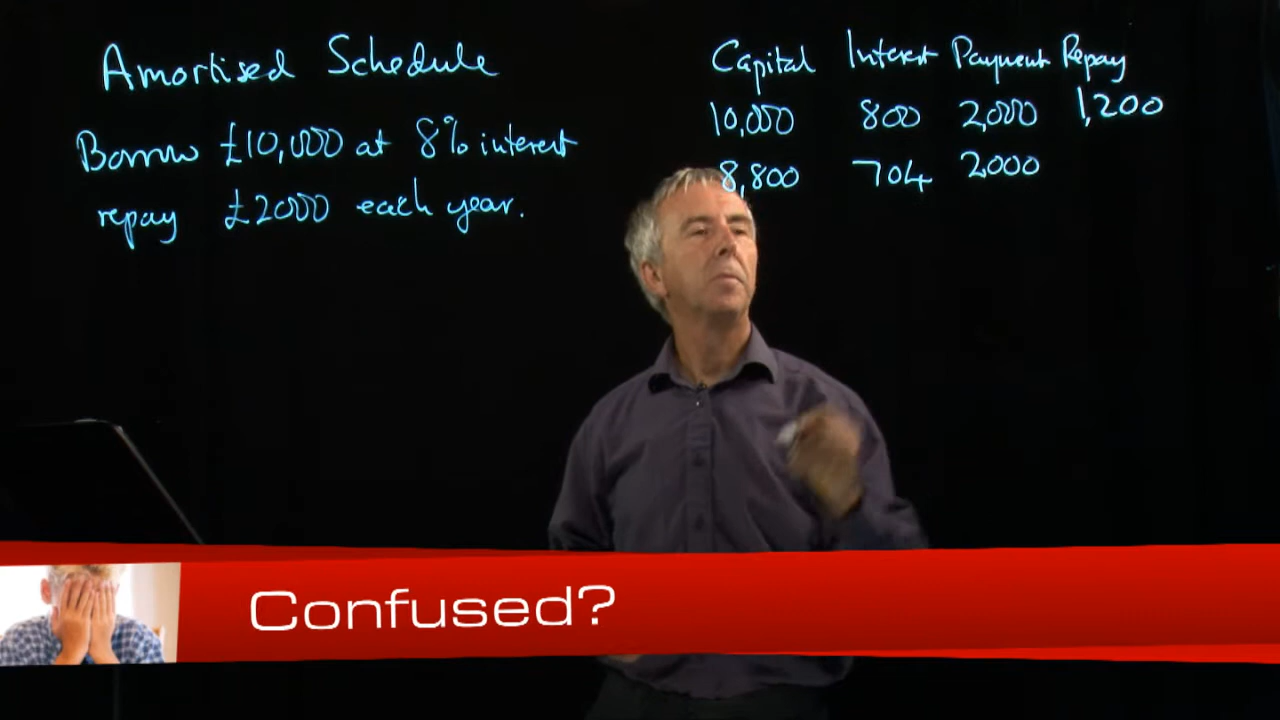 Amortised Schedule
Borrow £10,000 at 8% interest
repay £2000 each year.
Capital Interest Payment Repay
10,000 800 2,000 1,200
8,800 704 2000
Confused?